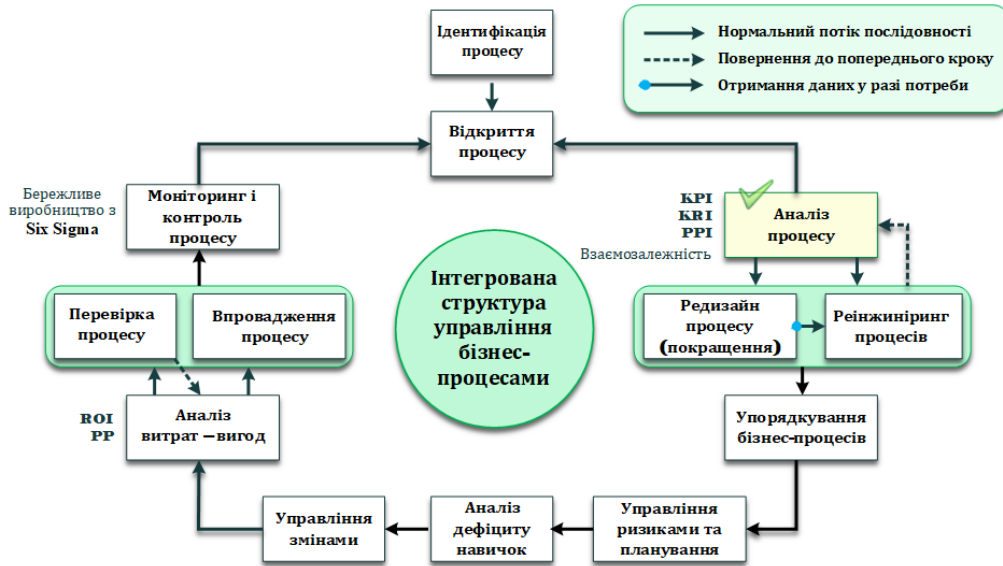 Ідентифікація
процесу
Нормальний потік послідовності
Повернення до попереднього кроку
Отримання даних у разі потреби
Відкриття
процесу
Бережливе
виробництво з
Six Sigma
Моніторинг і
контроль
процесу
KPI
KRI
PPI
Взаємозалежність
Аналіз
процесу
Інтегрована
структура
управління
бізнес-
процесами
Перевірка
процесу
Впровадження
процесу
Редизайн
процесу
(покращення)
Реінжиніринг
процесів
ROI
PP
Аналіз
витрат – вигод
Упорядкування
бізнес-процесів
Управління
змінами
Аналіз
дефіциту
навичок
Управління
ризиками та
планування